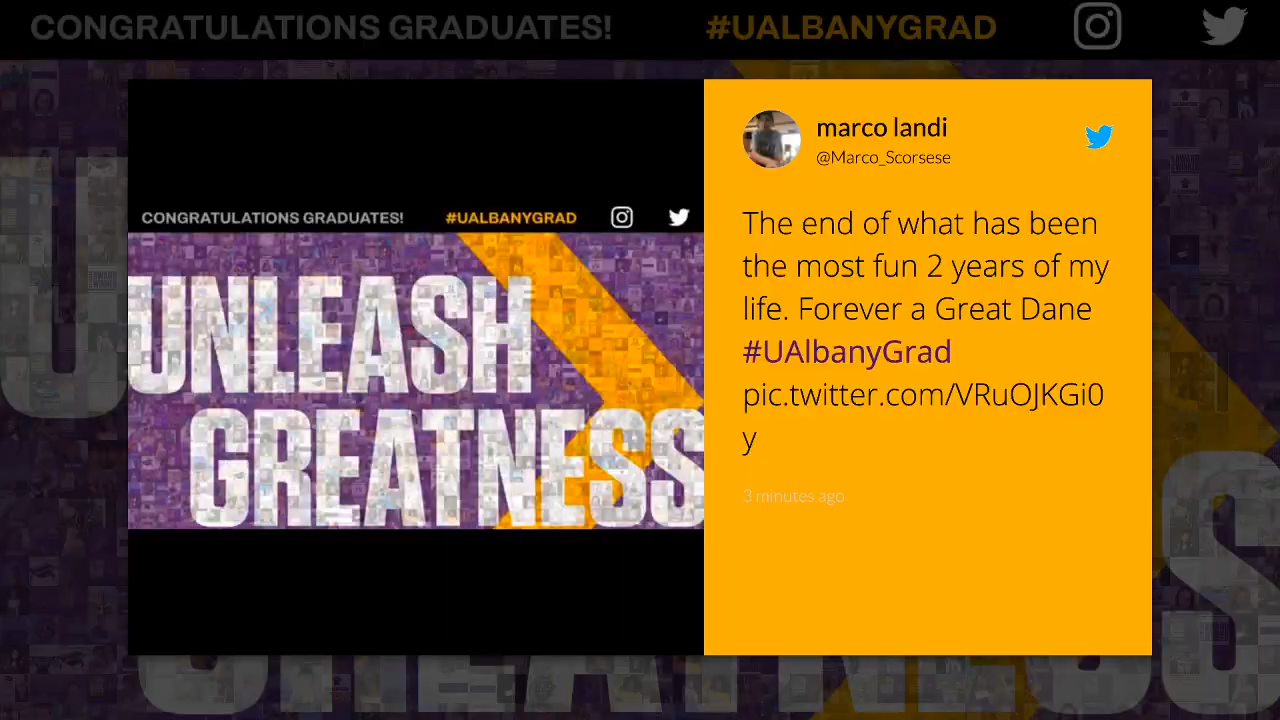 CONGRATULATIONS GRADUATES! #UALBANYGRAD
CONGRATULATIONS GRADUATES! #UALBANYGRAD
UNLEASH
GREATNESS
marco landi
@Marco_Scorsese
The end of what has been
the most fun 2 years of my
life. Forever a Great Dane
#UAlbanyGrad
pic.twitter.com/VRuOJKGi0
y
3 minutes ago